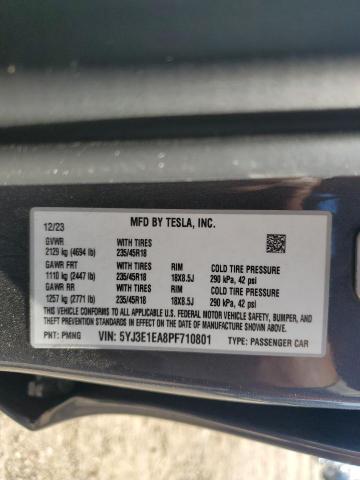 MFD BY TESLA, INC.
12/23
GVWR WITH TIRES
2129 kg (4694 lb) 235/45R18
GAWR FRT WITH TIRES RIM COLD TIRE PRESSURE
1110 kg (2447 lb) 235/45R18 18X8.5J 290 kPa, 42 psi
GAWR RR WITH TIRES RIM COLD TIRE PRESSURE
1257 kg (2771 lb) 235/45R18 18X8.5J 290 kPa, 42 psi
THIS VEHICLE CONFORMS TO ALL APPLICABLE U.S. FEDERAL MOTOR VEHICLE SAFETY, BUMPER, AND
THEFT PREVENTION STANDARDS IN EFFECT ON THE DATE OF MANUFACTURE SHOWN ABOVE.
PNT: PMNG VIN: 5YJ3E1EA8PF710801 TYPE: PASSENGER CAR